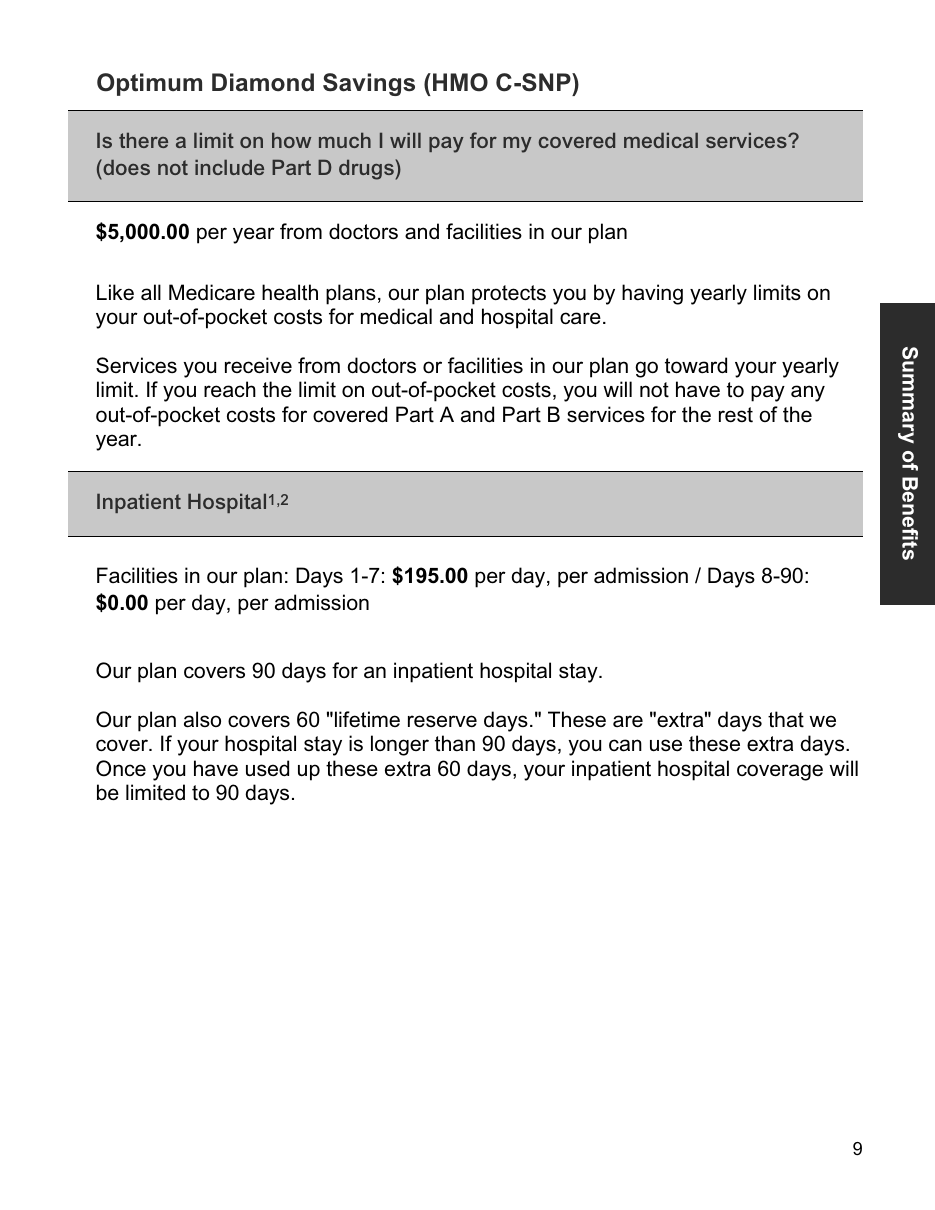 Optimum Diamond Savings (HMO C-SNP)
Is there a limit on how much I will pay for my covered medical services?
(does not include Part D drugs)
$5,000.00 per year from doctors and facilities in our plan
Like all Medicare health plans, our plan protects you by having yearly limits on
your out-of-pocket costs for medical and hospital care.
Services you receive from doctors or facilities in our plan go toward your yearly
limit. If you reach the limit on out-of-pocket costs, you will not have to pay any
out-of-pocket costs for covered Part A and Part B services for the rest of the
year.
Inpatient Hospital1,2
Facilities in our plan: Days 1-7: $195.00 per day, per admission / Days 8-90:
$0.00 per day, per admission
Our plan covers 90 days for an inpatient hospital stay.
Our plan also covers 60 "lifetime reserve days." These are "extra" days that we
cover. If your hospital stay is longer than 90 days, you can use these extra days.
Once you have used up these extra 60 days, your inpatient hospital coverage will
be limited to 90 days.
Summary of Benefits
9